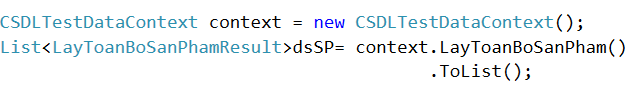 CSDLTestDataContext context = new CSDLTestDataContext();
List<LayToanBoSanPhamResult>dsSP= context.LayToanBoSanPham()
.ToList();